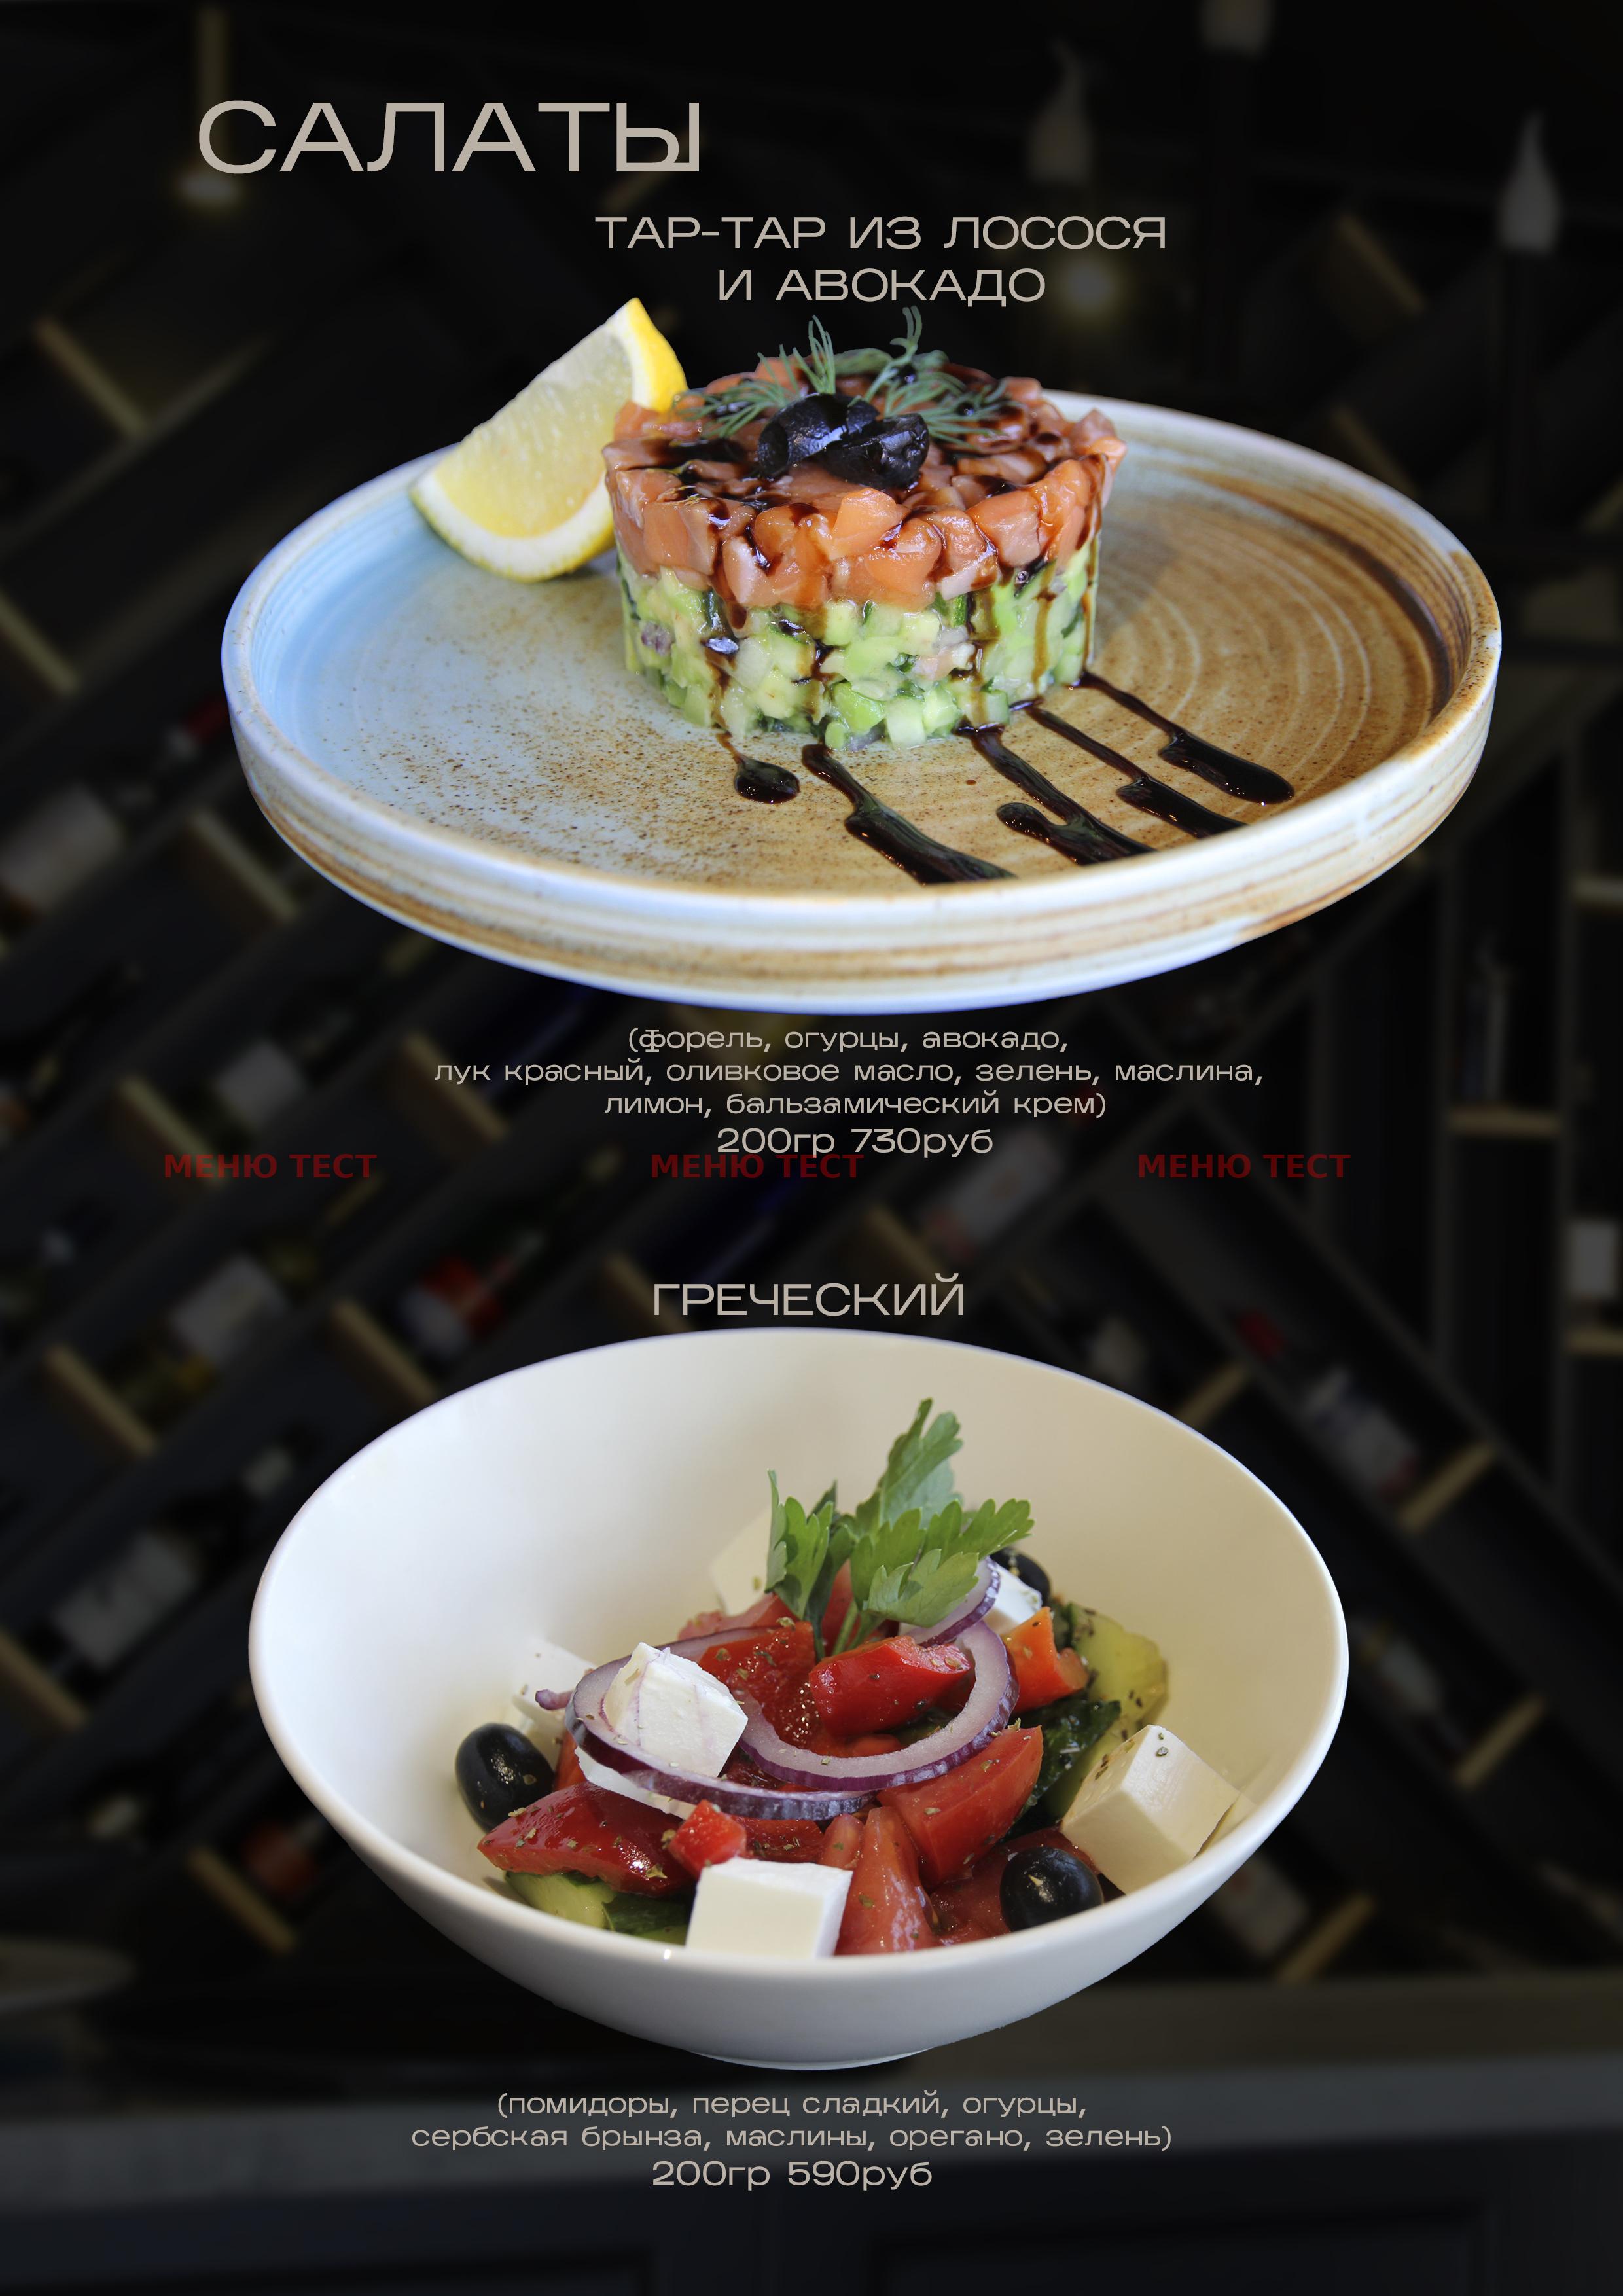 САЛАТЫ
ТАР-ТАР ИЗ ЛОСОСЯ
И АВОКАДО
(форель, огурцы, авокадо,
лук красный, оливковое масло, зелень, маслина,
лимон, бальзамический крем)
200гр 730руб
МЕНЮ ТЕСТ МЕНЮ ТЕСТ МЕНЮ ТЕСТ
ГРЕЧЕСКИЙ
(помидоры, перец сладкий, огурцы,
сербская брынза, маслины, орегано, зелень)
200гр 590руб